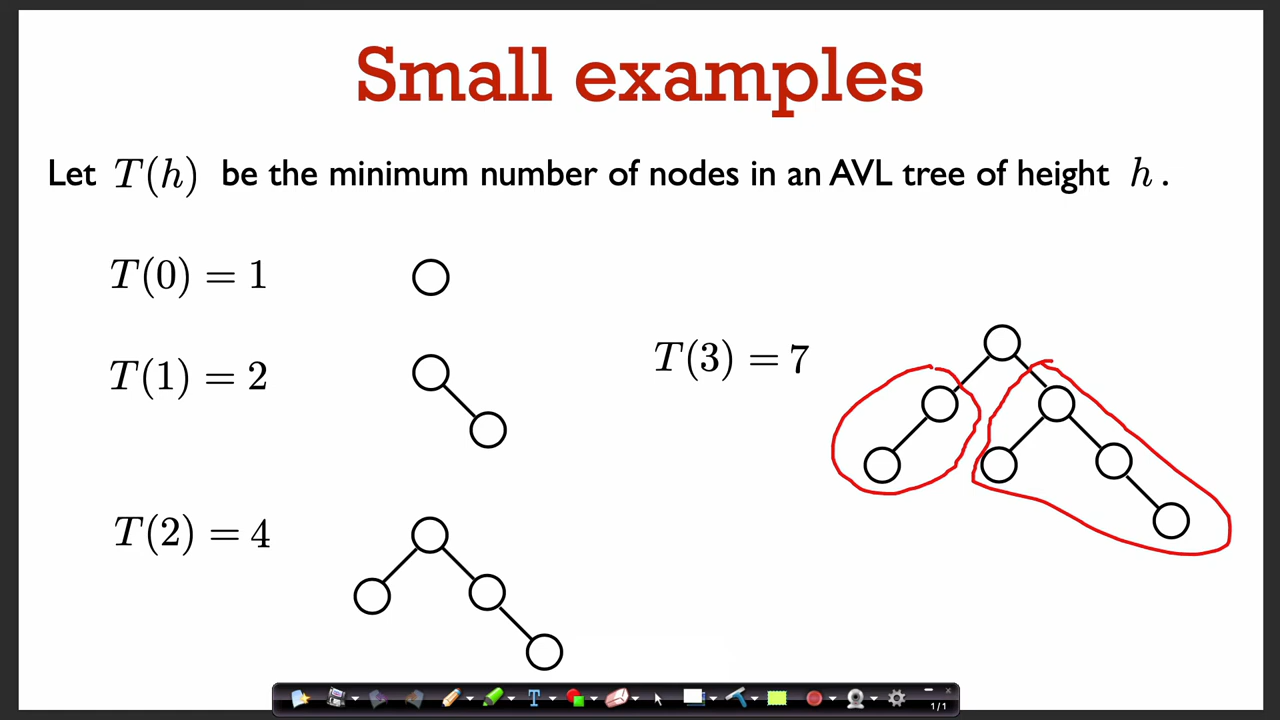 Small examples
Let T(h) be the minimum number of nodes in an AVL tree of height h.
T(0) = 1
T(1) = 2
T(3) = 7
T(2) = 4
T
1/1